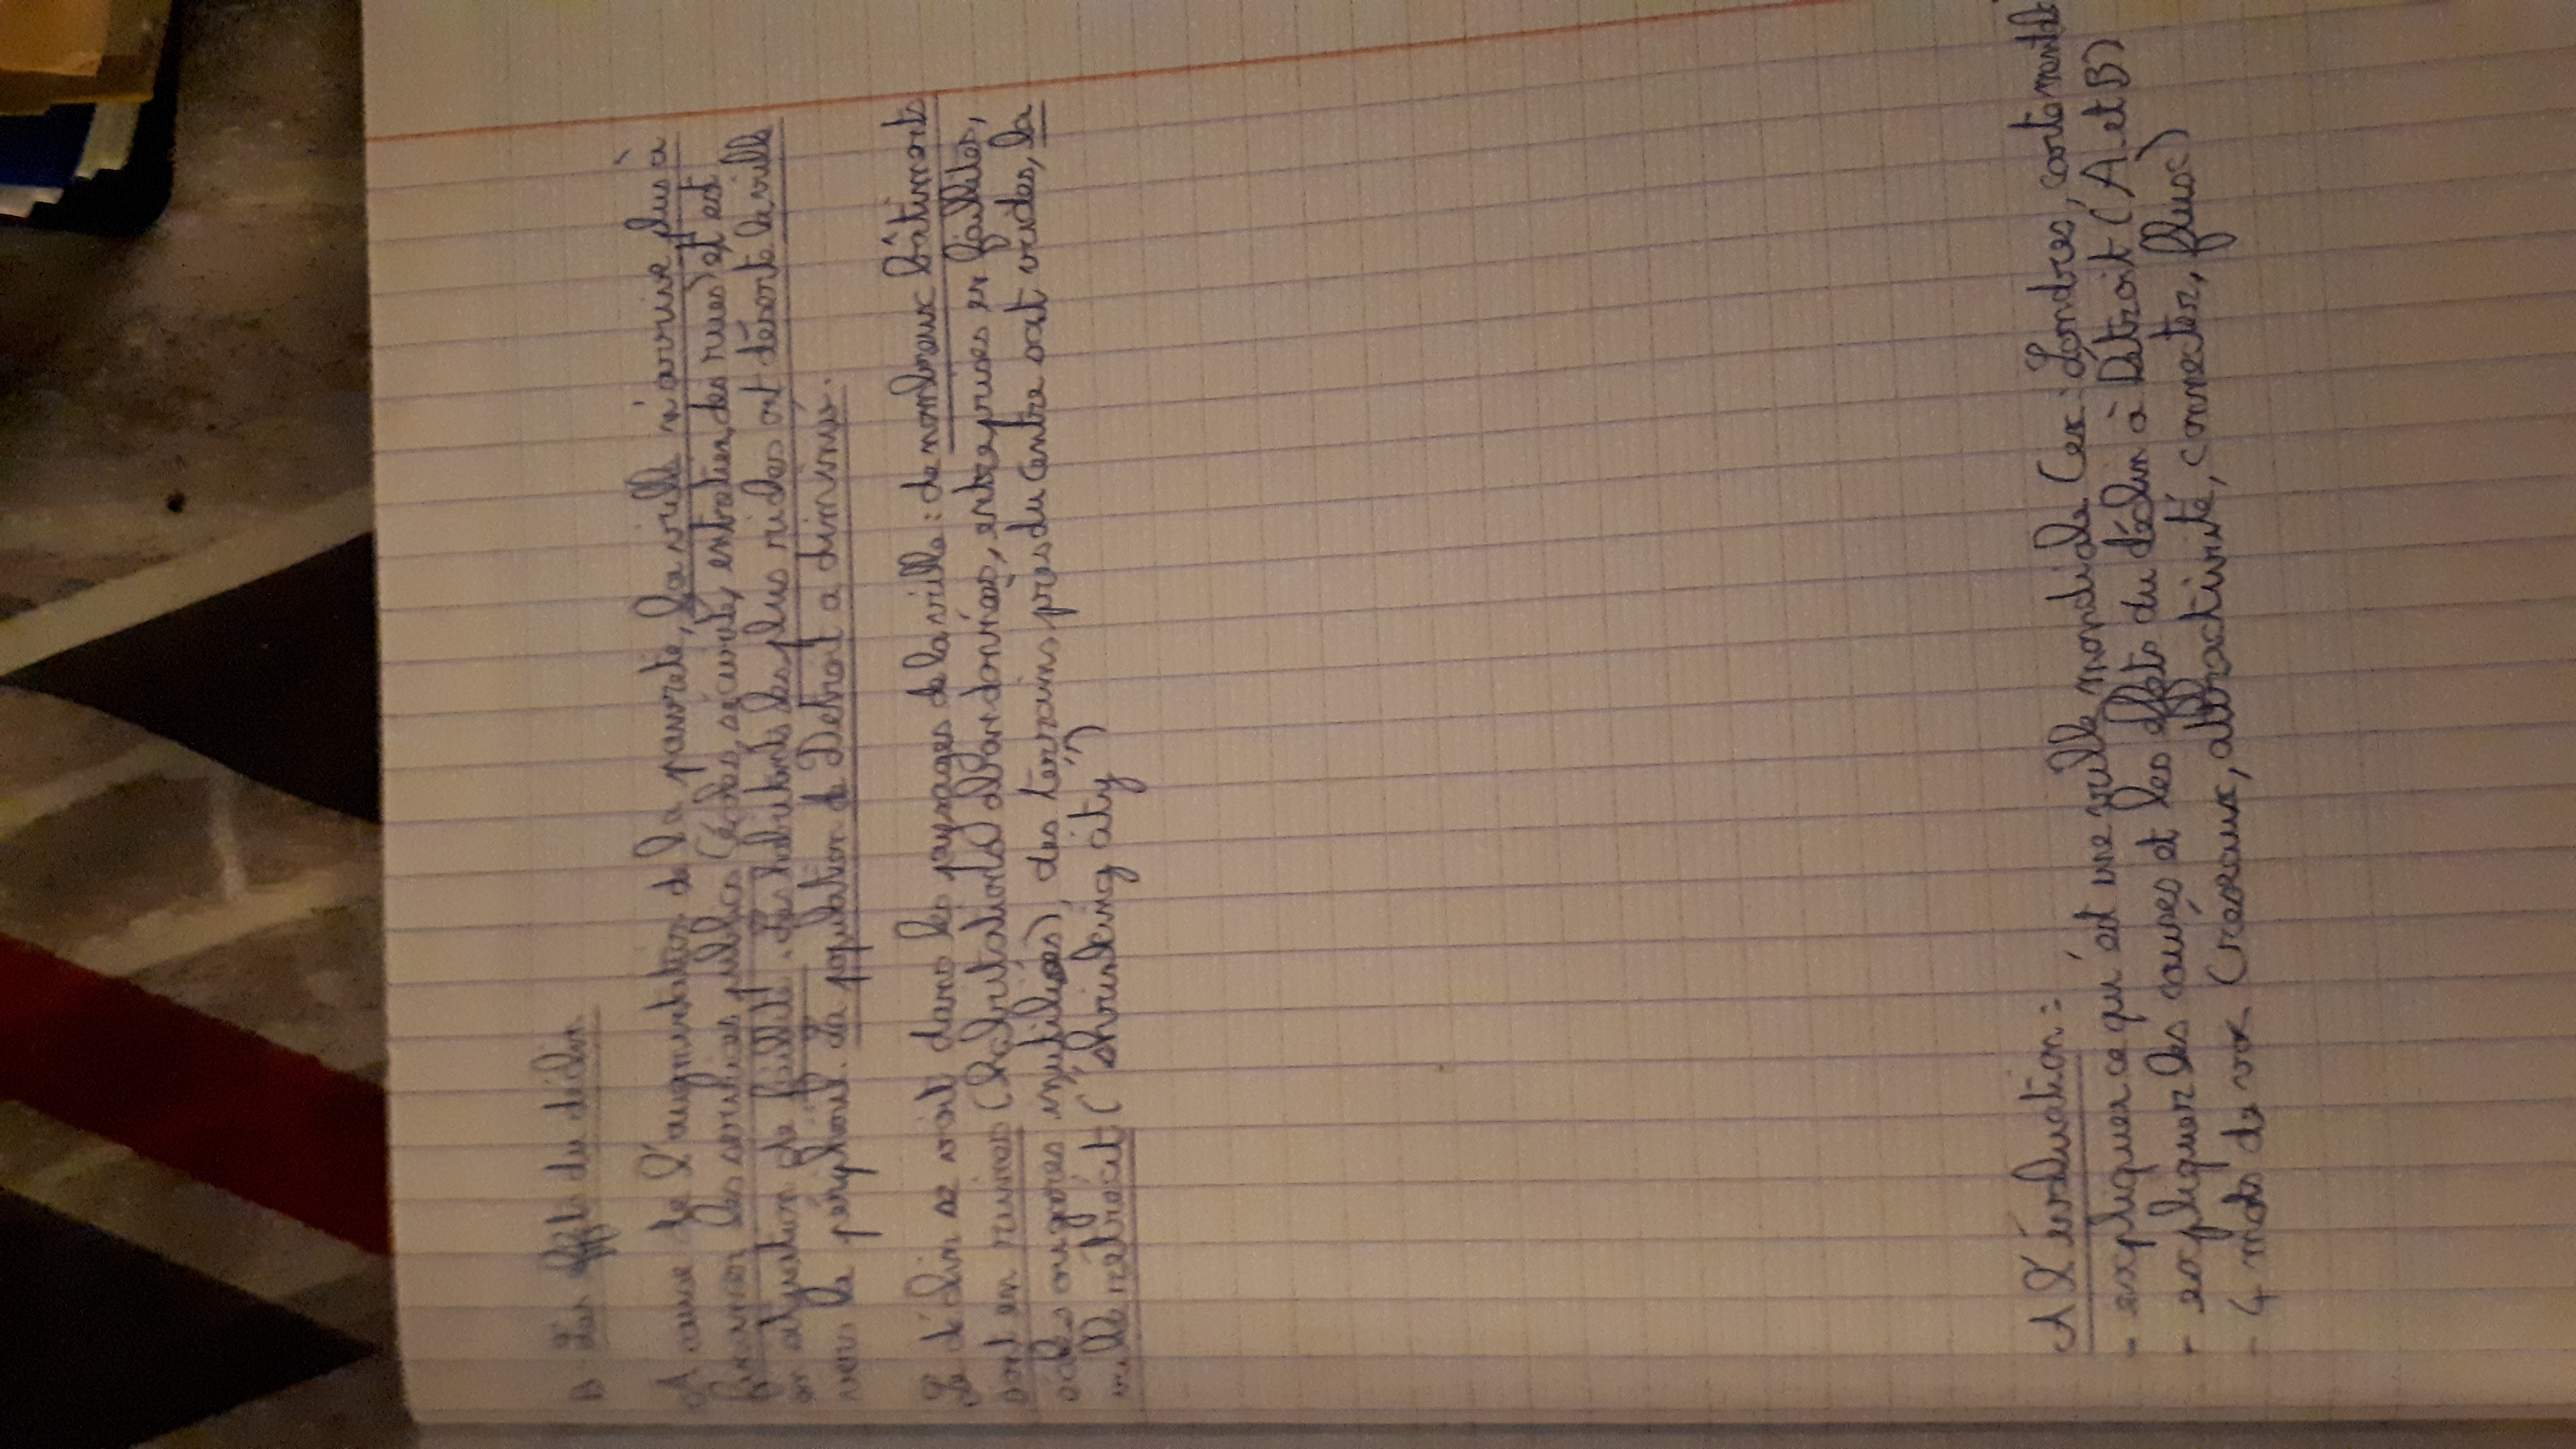 B Les effets du déclin
A cause de l'augmentation de la pauvreté, la ville n'arrive plus à
financer les services publics (écoles, sécurité, entretien des rues) et est
en situation de faillite. Les habitants les plus riches ont déserté la ville
vers la périphérie. La population de Detroit a diminué.
Le déclin se voit dans les paysages de la ville : de nombreux bâtiments
sont en ruines (habitations abandonnées, entreprises en faillites,
écoles ou gares inutilisées), des terrains près du centre sont vides, la
ville rétrécit ("shrinking city")
A l'évaluation :
- expliquer ce qu'est une ville mondiale (ex : Londres, carte mentale
- expliquer les causes et les effets du déclin à Détroit (A et B)
- 4 mots de voc (réseaux, attractivité, connecter, flux)